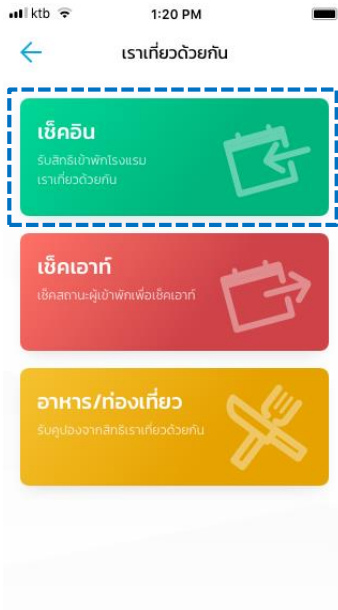 ktb 1:20 PM
เราเที่ยวด้วยกัน
เช็คอิน
รับสิทธิเข้าพักโรงแรม
เราเที่ยวด้วยกัน
เช็คเอาท์
เช็คสถานะผู้เข้าพักเพื่อเช็คเอาท์
อาหาร/ท่องเที่ยว
รับคูปองจากสิทธิเราเที่ยวด้วยกัน